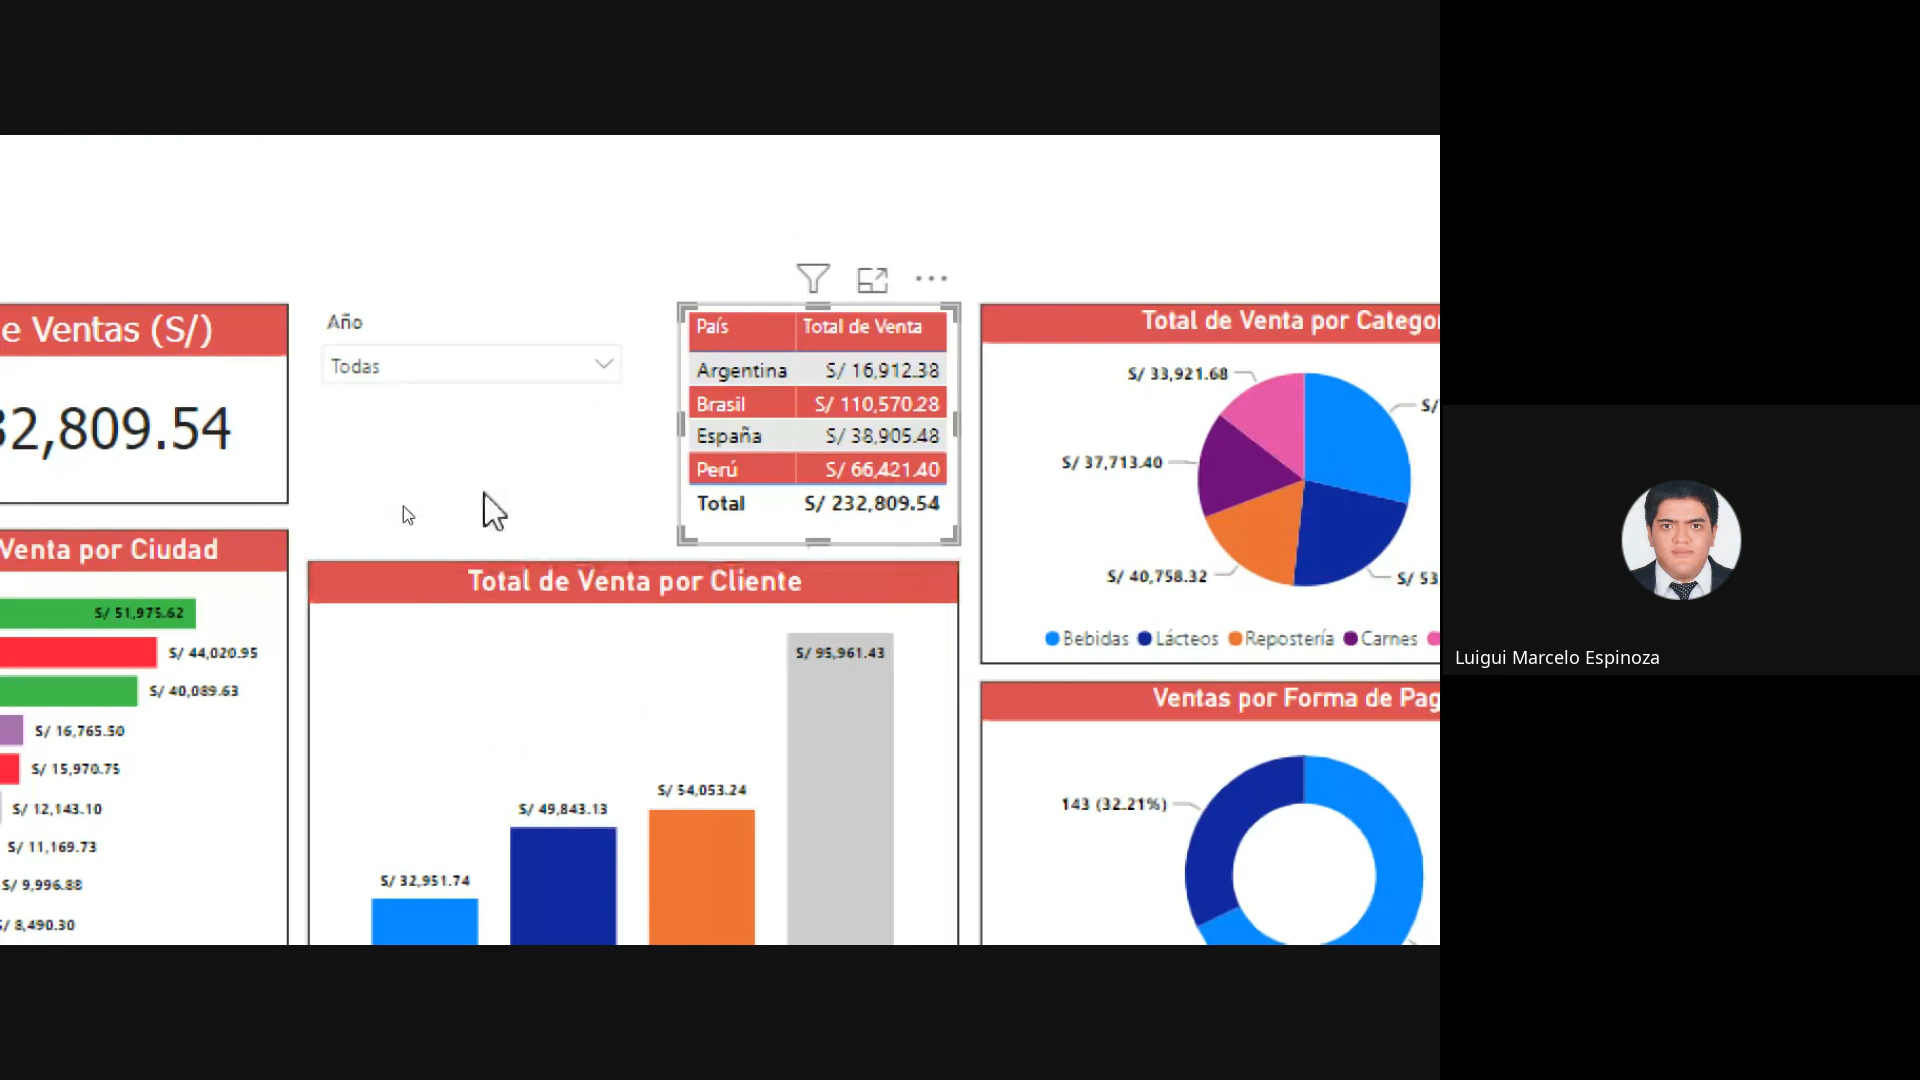 e Ventas (S/)
32,809.54
Año
Todas
País Total de Venta
Argentina S/ 16,912.38
Brasil S/ 110,570.28
España S/ 38,905.48
Perú S/ 66,421.40
Total S/ 232,809.54
Total de Venta por Catego
S/ 33,921.68
S/
S/ 37,713.40
S/ 40,758.32
S/ 53
Bebidas Lácteos Repostería Carnes
Venta por Ciudad
S/ 51,975.62
S/ 44,020.95
S/ 40,089.63
S/ 16,765.50
S/ 15,970.75
S/ 12,143.10
S/ 11,169.73
S/ 9,996.88
S/ 8,490.30
Total de Venta por Cliente
S/ 95,961.43
S/ 54,053.24
S/ 49,843.13
S/ 32,951.74
Ventas por Forma de Pag
143 (32.21%)
Luigui Marcelo Espinoza